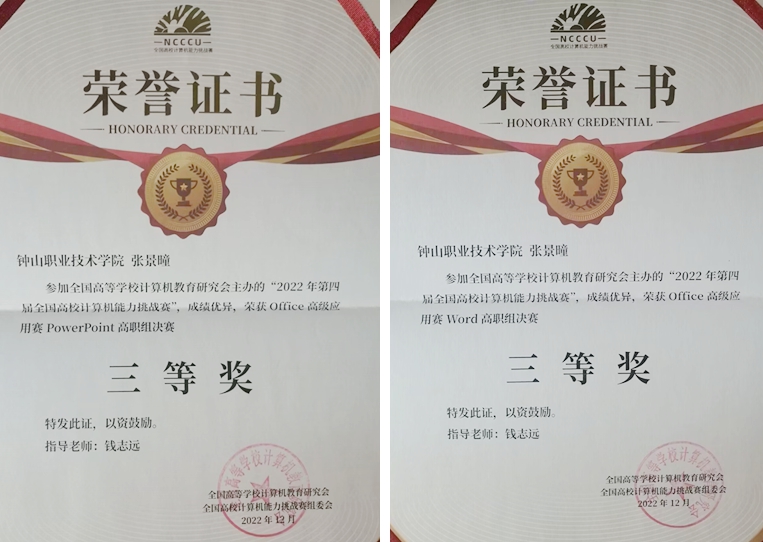 NCCCU
全国高校计算机能力挑战赛
荣誉证书
HONORARY CREDENTIAL
钟山职业技术学院 张景瞳
参加全国高等学校计算机教育研究会主办的“2022 年第四
届全国高校计算机能力挑战赛”，成绩优异，荣获 Office 高级应
用赛 PowerPoint 高职组决赛
三等奖
特发此证，以资鼓励。
指导老师：钱志远
全国高等学校计算机教育研究会
全国高校计算机能力挑战赛组委会
2022 年 12 月
NCCCU
全国高校计算机能力挑战赛
荣誉证书
HONORARY CREDENTIAL
钟山职业技术学院 张景瞳
参加全国高等学校计算机教育研究会主办的“2022 年第四
届全国高校计算机能力挑战赛”，成绩优异，荣获 Office 高级应
用赛 Word 高职组决赛
三等奖
特发此证，以资鼓励。
指导老师：钱志远
全国高等学校计算机教育研究会
全国高校计算机能力挑战赛组委会
2022 年 12 月